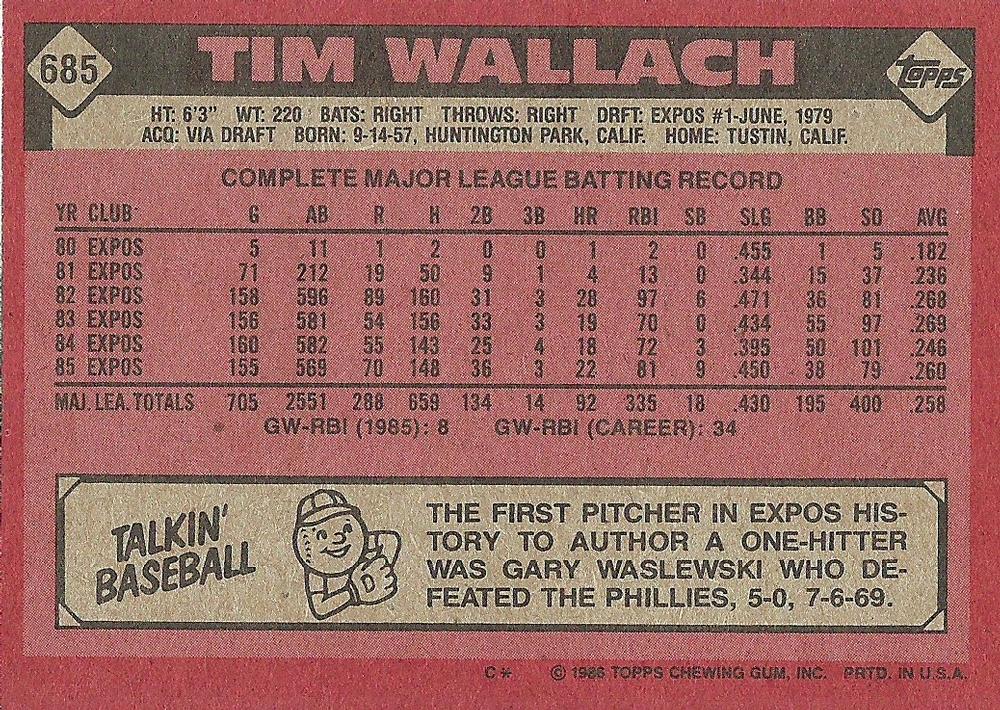 685 TIM WALLACH TOPPS
HT: 6'3" WT: 220 BATS: RIGHT THROWS: RIGHT DRFT: EXPOS #1-JUNE, 1979
ACQ: VIA DRAFT BORN: 9-14-57, HUNTINGTON PARK, CALIF. HOME: TUSTIN, CALIF.
COMPLETE MAJOR LEAGUE BATTING RECORD
YR CLUB G AB R H 2B 3B HR RBI SB SLG BB SO AVG
80 EXPOS 5 11 1 2 0 0 1 2 0 .455 1 5 .182
81 EXPOS 71 212 19 50 9 1 4 13 0 .344 15 37 .236
82 EXPOS 158 596 89 160 31 3 28 97 6 .471 36 81 .268
83 EXPOS 156 581 54 156 33 3 19 70 0 .434 55 97 .269
84 EXPOS 160 582 55 143 25 4 18 72 3 .395 50 101 .246
85 EXPOS 155 569 70 148 36 3 22 81 9 .450 38 79 .260
MAJ. LEA. TOTALS 705 2551 288 659 134 14 92 335 18 .430 195 400 .258
GW-RBI (1985): 8 GW-RBI (CAREER): 34
TALKIN'
BASEBALL
THE FIRST PITCHER IN EXPOS HIS-
TORY TO AUTHOR A ONE-HITTER
WAS GARY WASLEWSKI WHO DE-
FEATED THE PHILLIES, 5-0, 7-6-69.
C* © 1986 TOPPS CHEWING GUM, INC. PRTD. IN U.S.A.